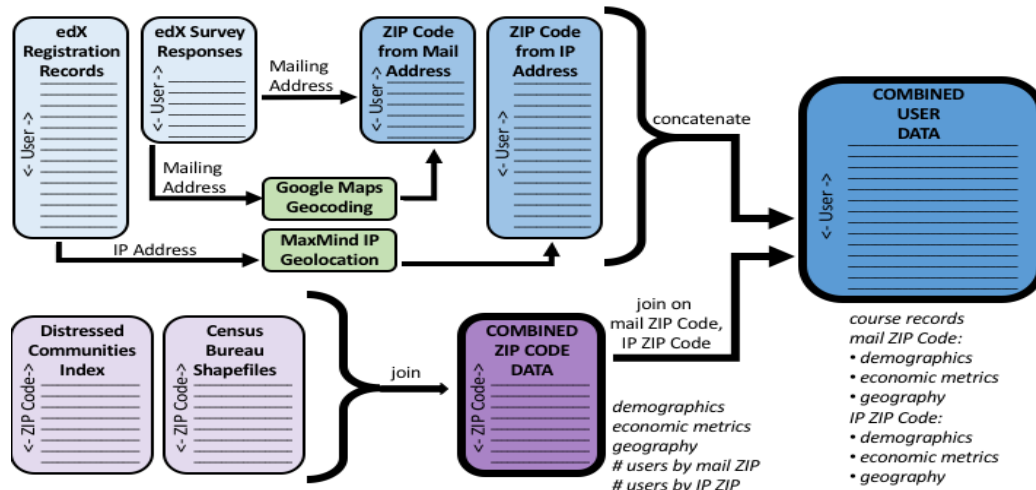 edX
Registration
Records
<- User ->
edX Survey
Responses
<- User ->
Mailing
Address
ZIP Code
from Mail
Address
<- User ->
ZIP Code
from IP
Address
concatenate
COMBINED
USER
DATA
<- User ->
Mailing
Address
Google Maps
Geocoding
IP Address
MaxMind IP
Geolocation
Distressed
Communities
Index
<- ZIP Code->
Census
Bureau
Shapefiles
<- ZIP Code->
join
COMBINED
ZIP CODE
DATA
<- ZIP Code->
join on
mail ZIP Code,
IP ZIP Code
demographics
economic metrics
geography
# users by mail ZIP
# users by IP ZIP
course records
mail ZIP Code:
• demographics
• economic metrics
• geography
IP ZIP Code:
• demographics
• economic metrics
• geography